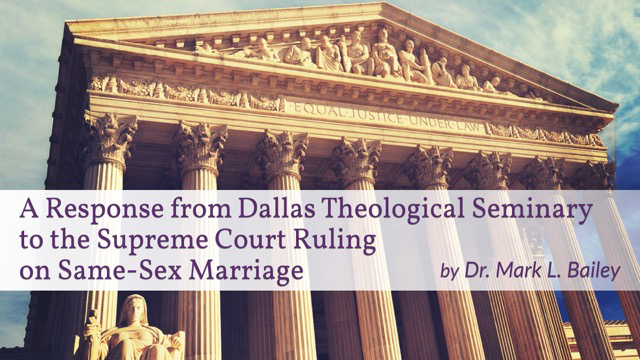 EQUAL JUSTICE UNDER LAW
A Response from Dallas Theological Seminary
to the Supreme Court Ruling
on Same-Sex Marriage
by Dr. Mark L. Bailey